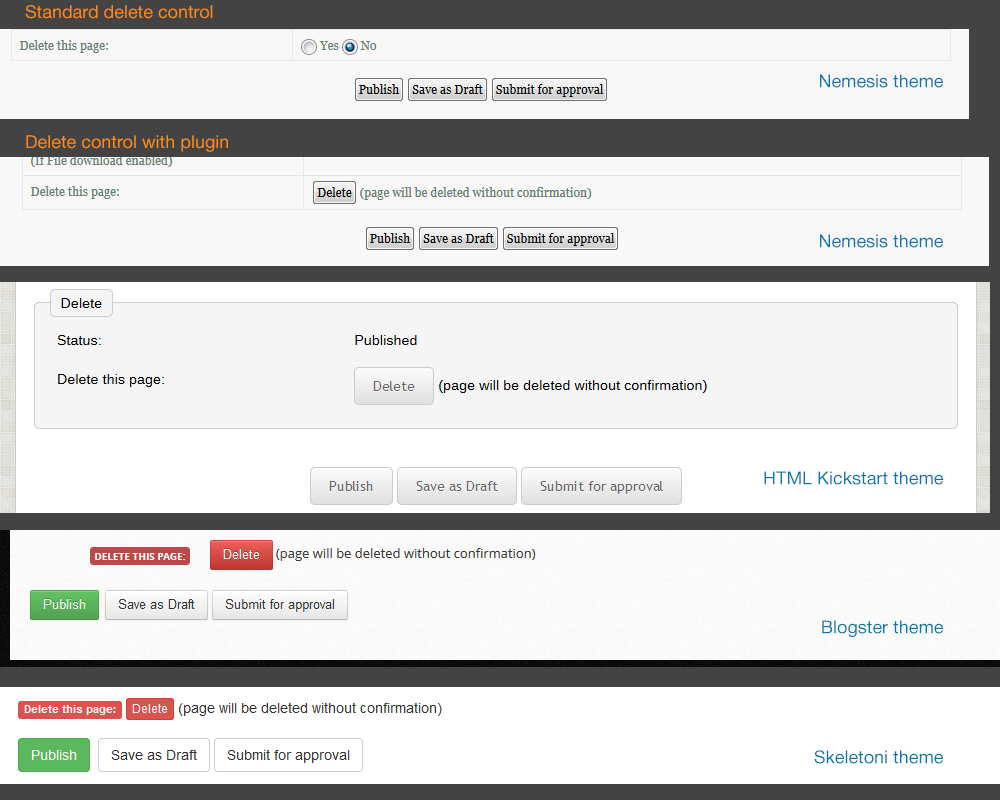 Standard delete control
Delete this page: Yes No
Publish Save as Draft Submit for approval Nemesis theme
Delete control with plugin
(If File download enabled)
Delete this page: Delete (page will be deleted without confirmation)
Publish Save as Draft Submit for approval Nemesis theme
Delete
Status: Published
Delete this page: Delete (page will be deleted without confirmation)
Publish Save as Draft Submit for approval HTML Kickstart theme
DELETE THIS PAGE: Delete (page will be deleted without confirmation)
Publish Save as Draft Submit for approval
Blogster theme
Delete this page: Delete (page will be deleted without confirmation)
Publish Save as Draft Submit for approval Skeletoni theme